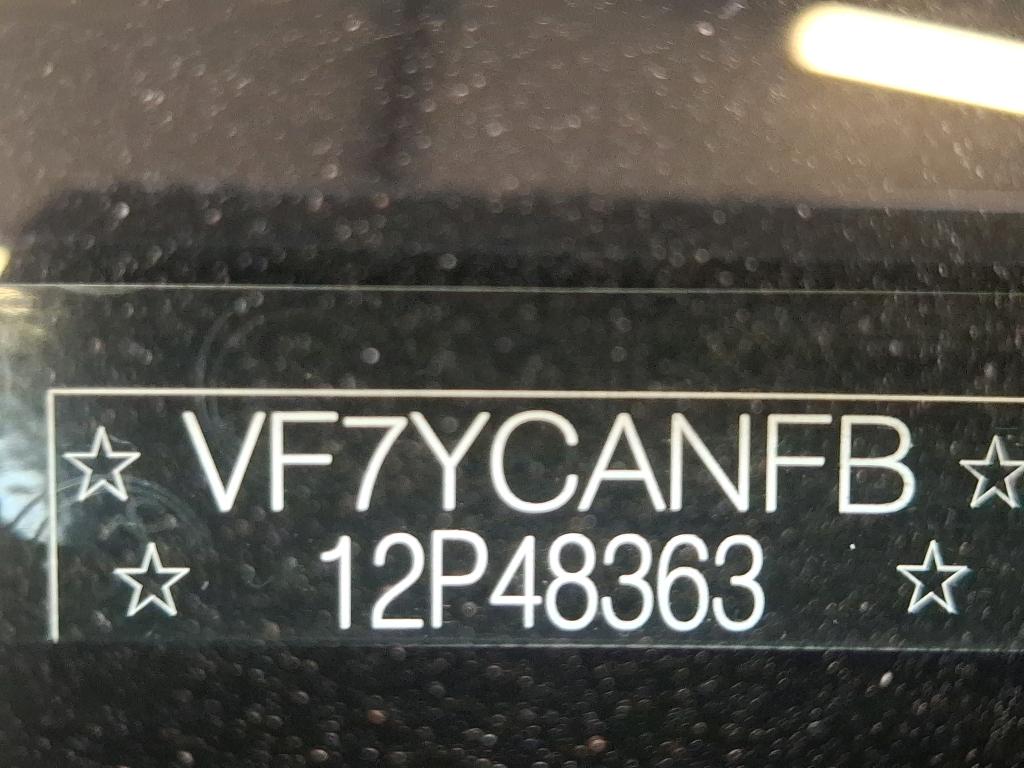 ☆ VF7YCANFB ☆
☆ 12P48363 ☆